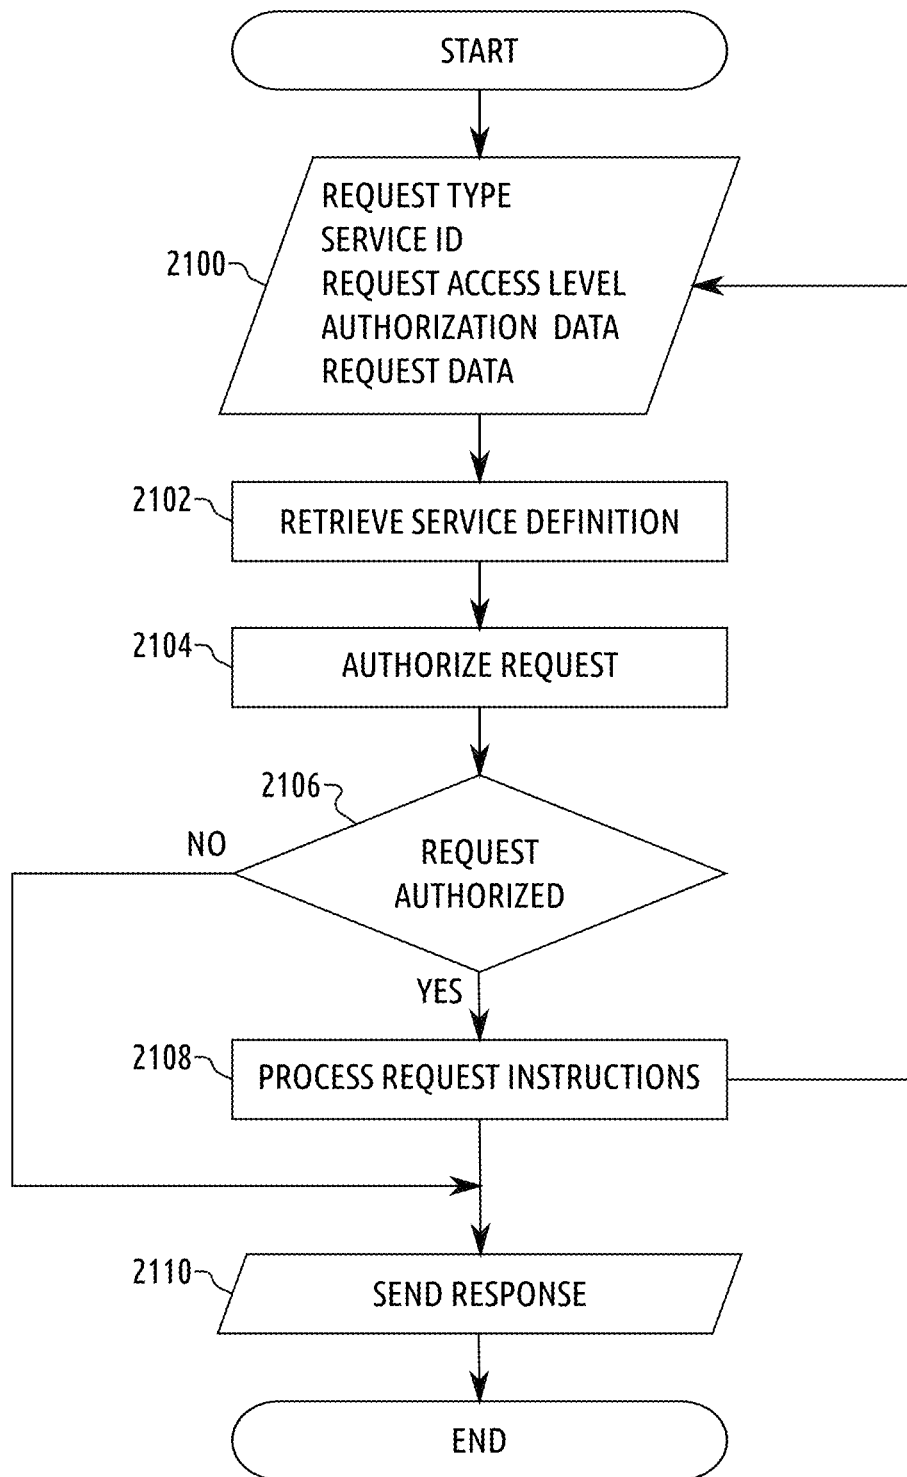 START
REQUEST TYPE
SERVICE ID
2100
REQUEST ACCESS LEVEL
AUTHORIZATION DATA
REQUEST DATA
2102
RETRIEVE SERVICE DEFINITION
2104
AUTHORIZE REQUEST
2106
NO
REQUEST
AUTHORIZED
YES
2108
PROCESS REQUEST INSTRUCTIONS
2110
SEND RESPONSE
END